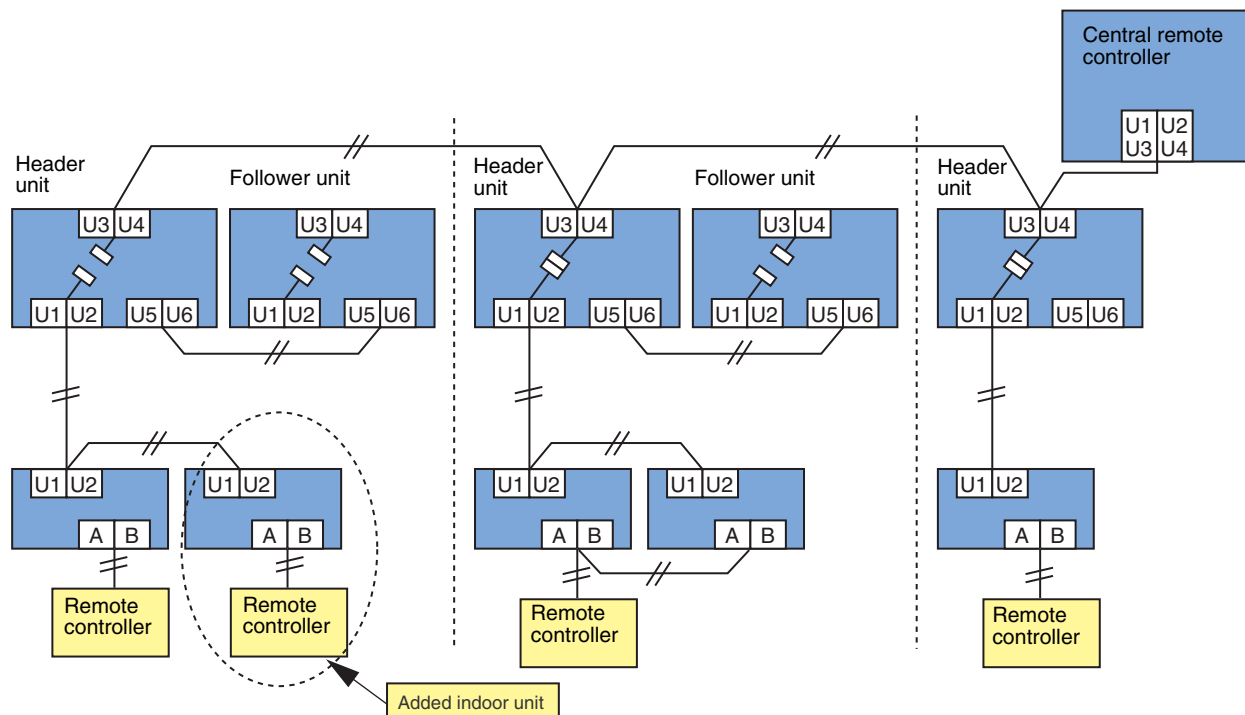 Central remote
controller
U1 U2
U3 U4
Header
unit
Follower unit
Header
unit
Follower unit
Header
unit
U3 U4
U3 U4
U3 U4
U3 U4
U3 U4
U1 U2
U5 U6
U1 U2
U5 U6
U1 U2
U5 U6
U1 U2
U5 U6
U1 U2
U5 U6
U1 U2
U1 U2
U1 U2
U1 U2
U1 U2
A B
A B
A B
A B
A B
Remote
controller
Remote
controller
Remote
controller
Remote
controller
Added indoor unit